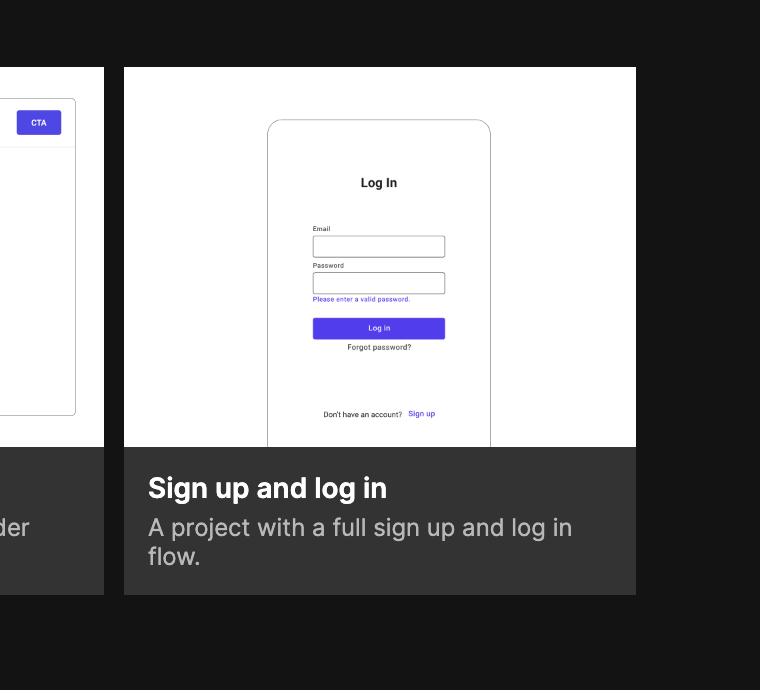 CTA
Log In
Email
Password
Please enter a valid password.
Log in
Forgot password?
Don't have an account? Sign up
Sign up and log in
der
A project with a full sign up and log in
flow.